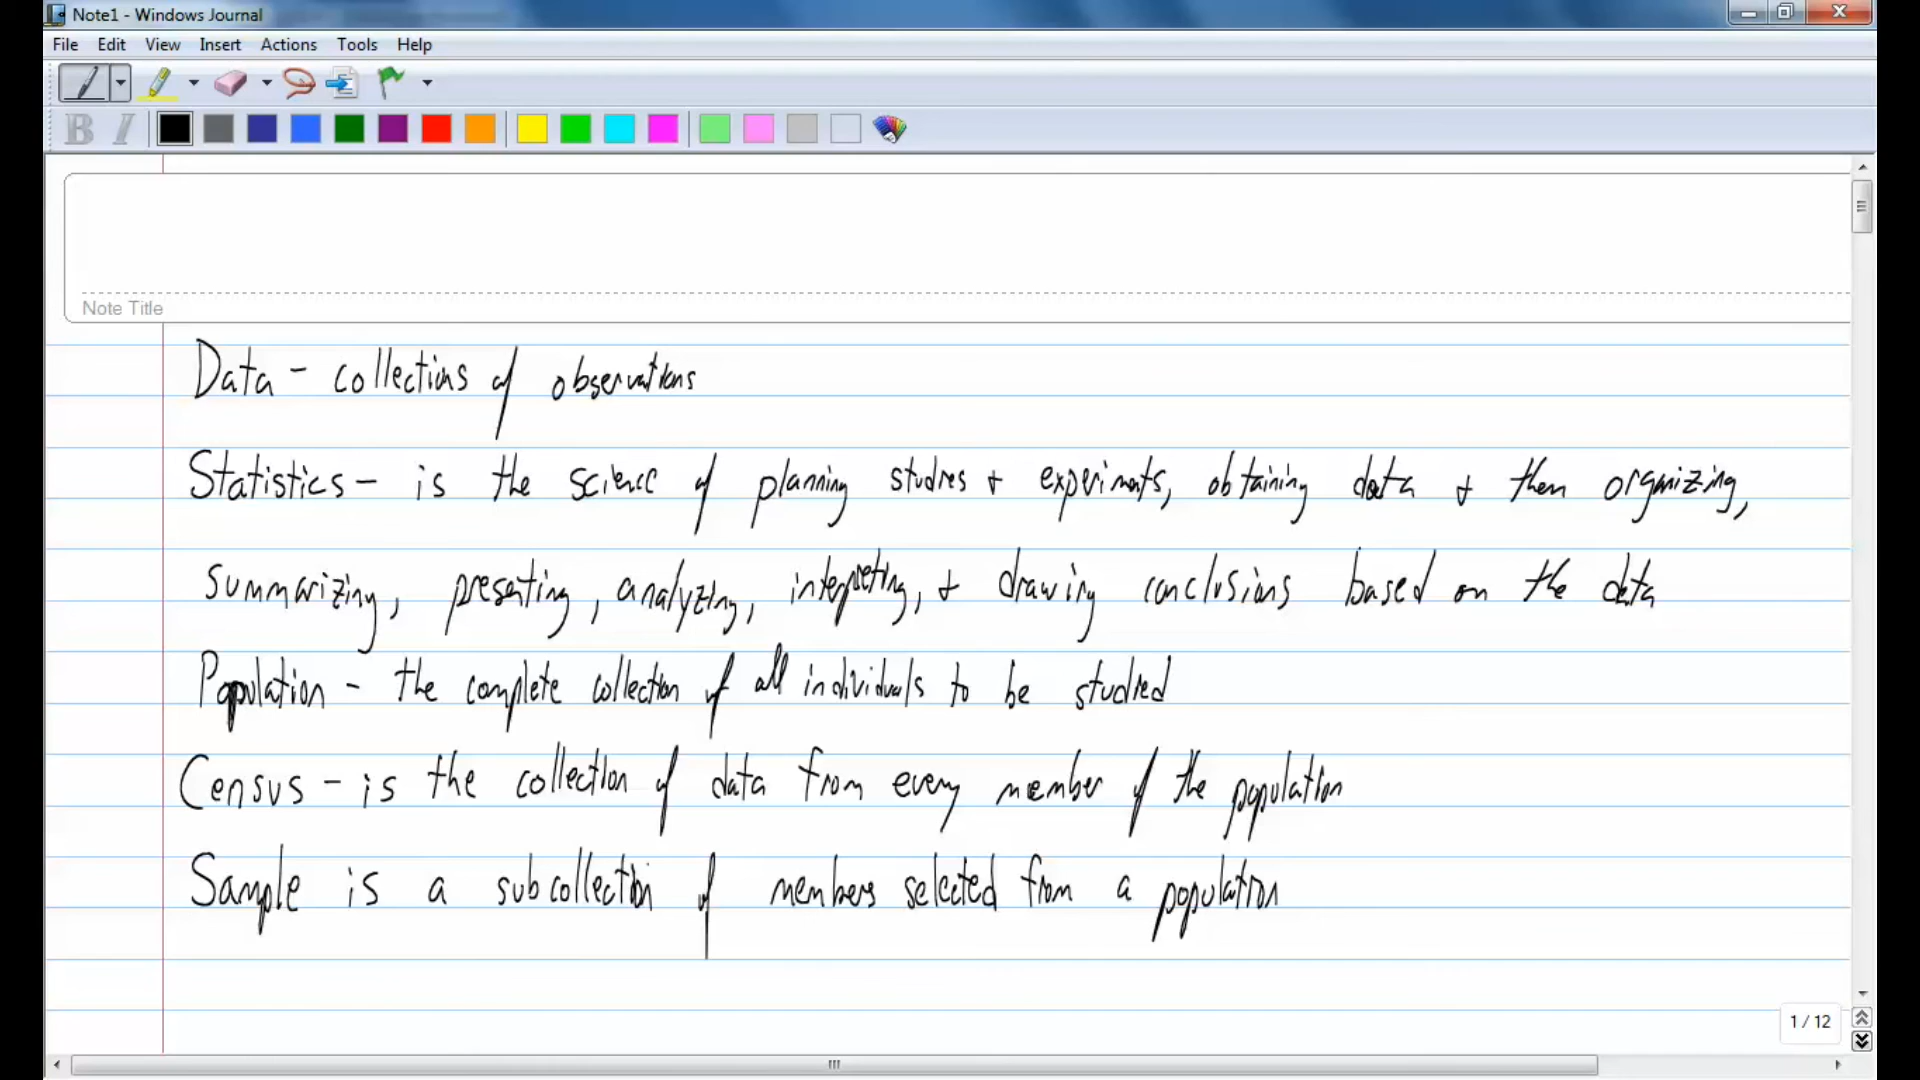 Note1 - Windows Journal
File Edit View Insert Actions Tools Help
B I
Note Title
Data - collections of observations
Statistics - is the science of planning studies + experiments, obtaining data + then organizing,
summarizing, presenting, analyzing, interpreting, + drawing conclusions based on the data
Population - the complete collection of all individuals to be studied
Census - is the collection of data from every member of the population
Sample is a subcollection of members selected from a population
1 / 12